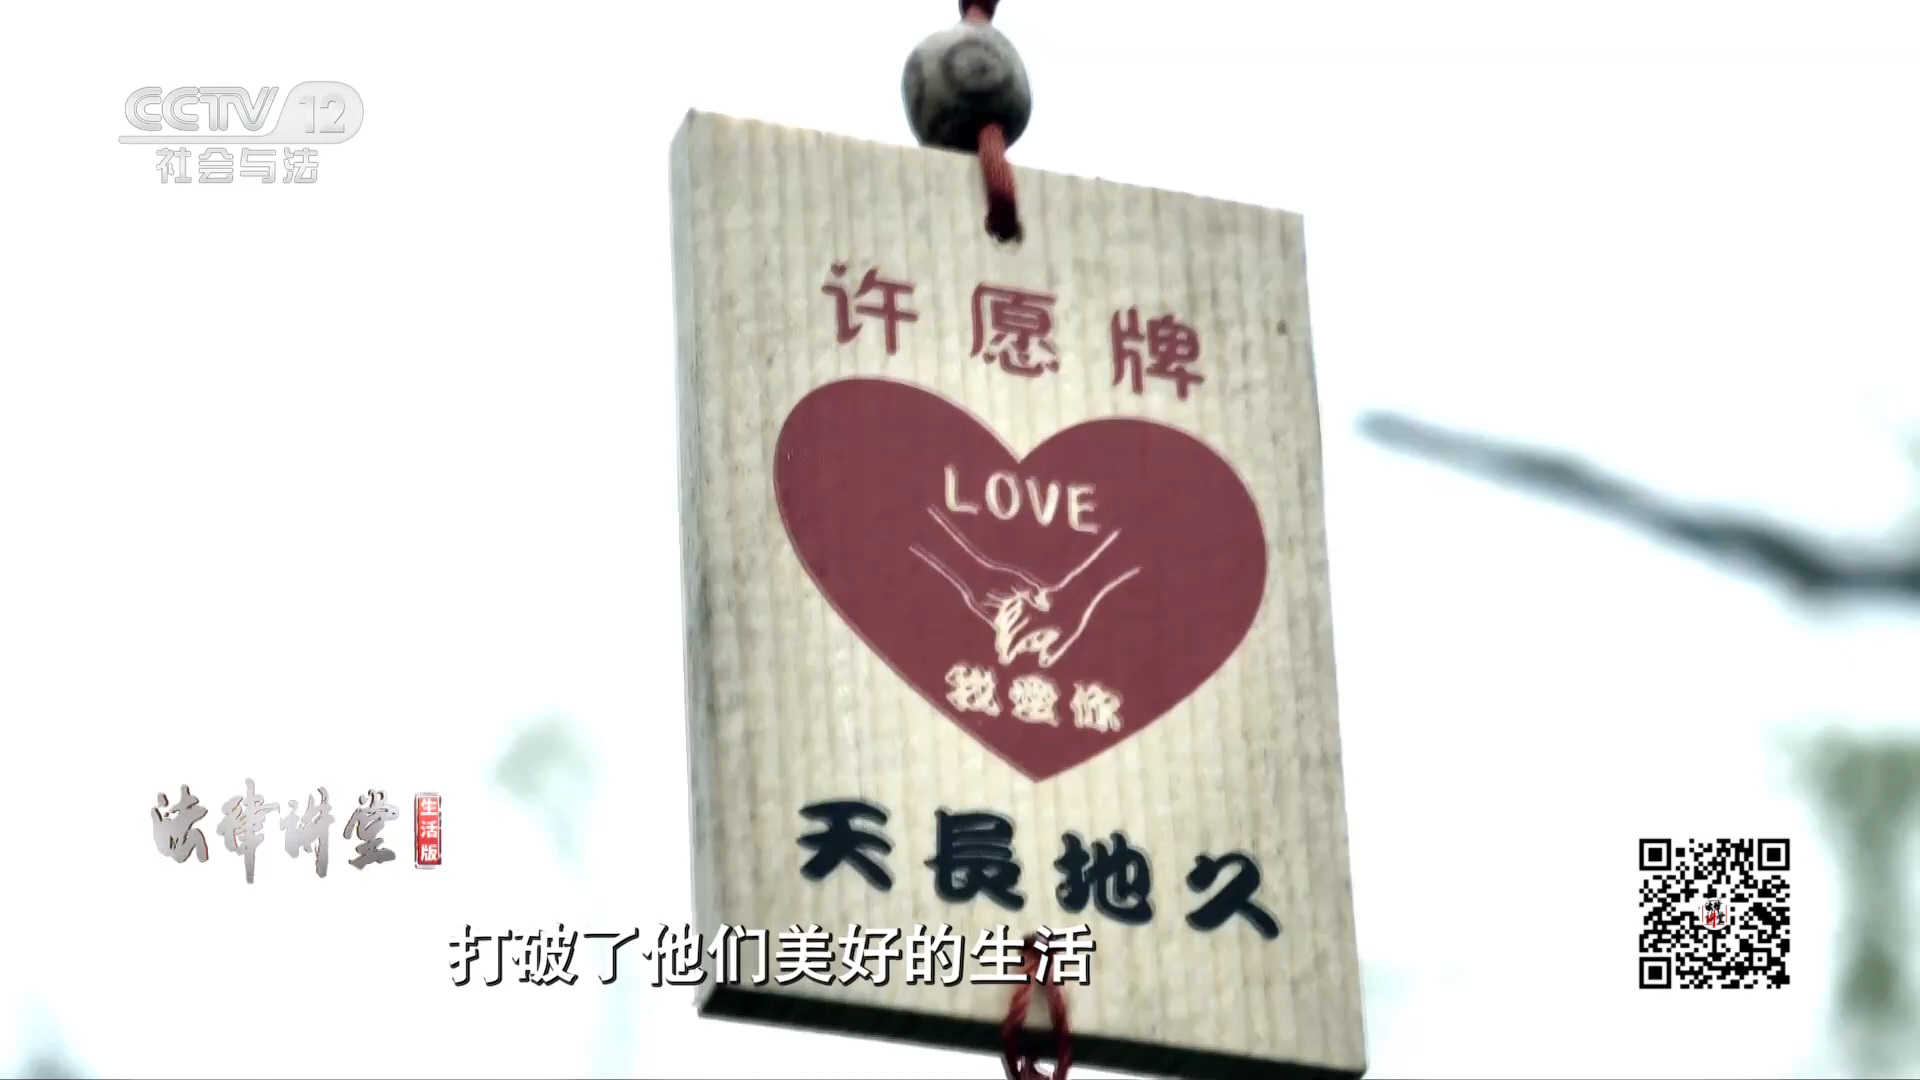 CCTV 12
社会与法
许愿牌
LOVE
我爱你
天長地久
法律讲堂
生活版
打破了他们美好的生活